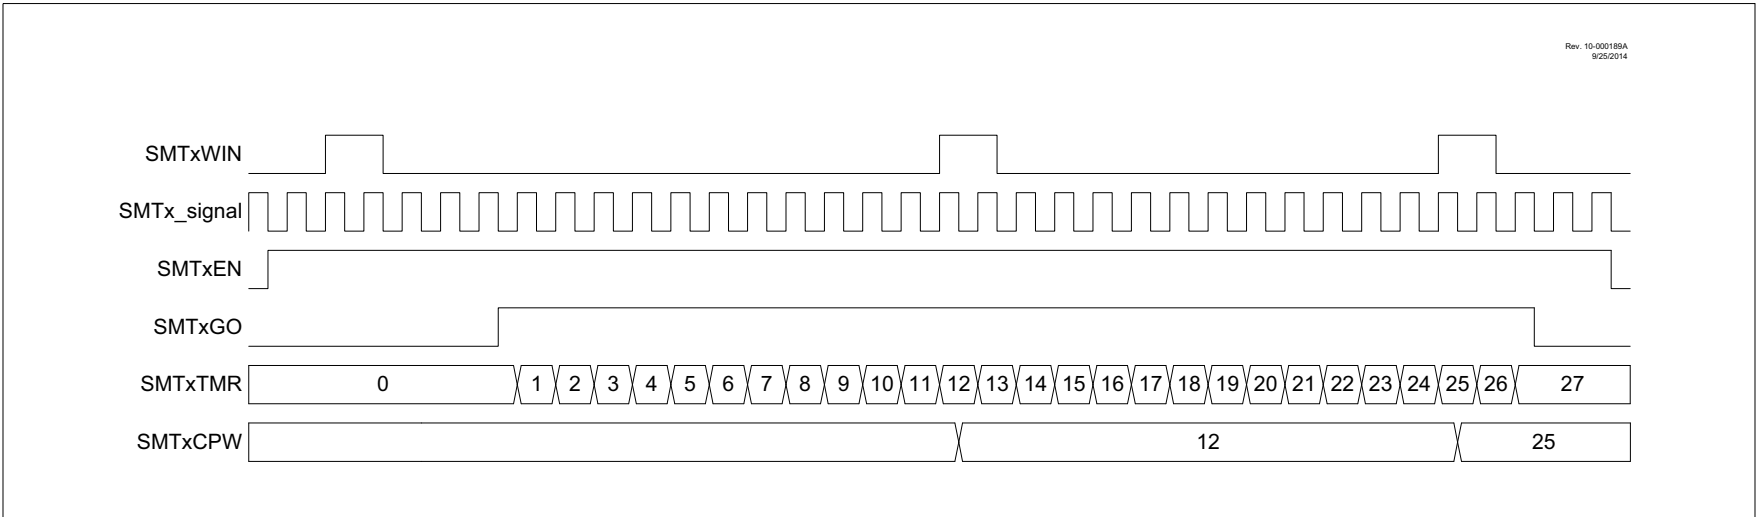 Rev. 10-000189A
9/25/2014
SMTxWIN
SMTx_signal
SMTxEN
SMTxGO
SMTxTMR 0 1 2 3 4 5 6 7 8 9 10 11 12 13 14 15 16 17 18 19 20 21 22 23 24 25 26 27
SMTxCPW 12 25